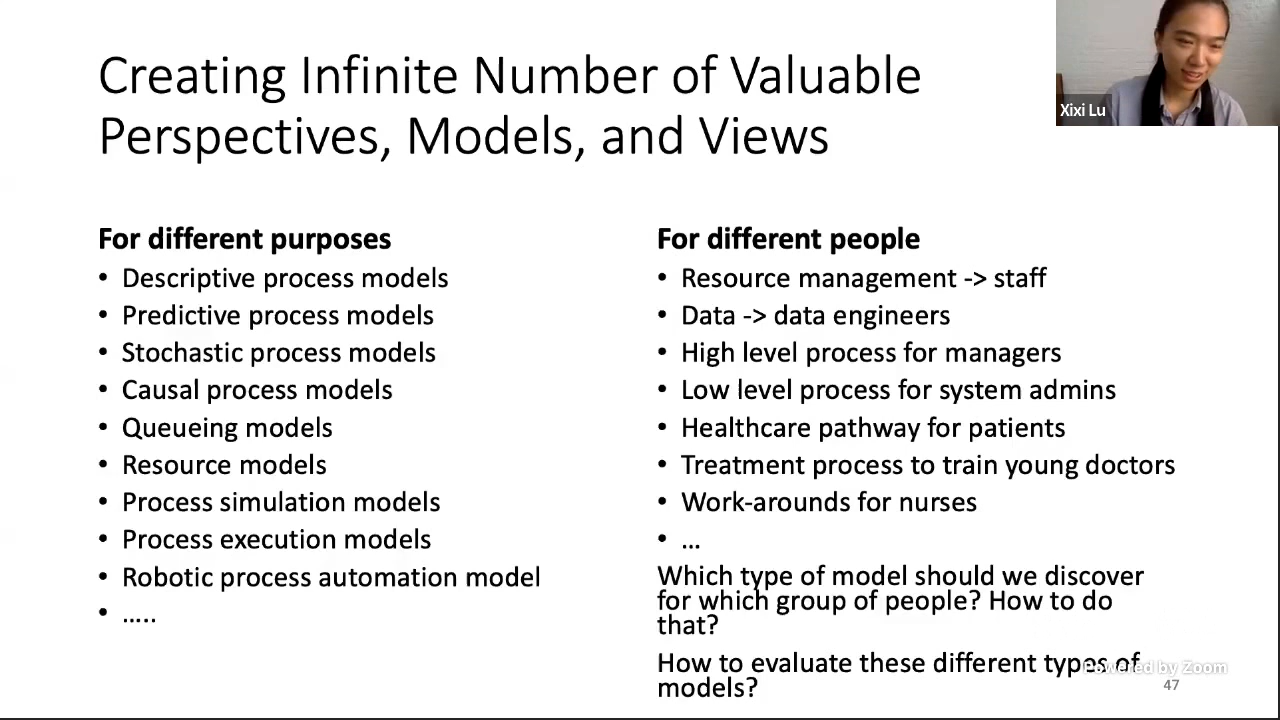 Creating Infinite Number of Valuable
Perspectives, Models, and Views
Xixi Lu
For different purposes
• Descriptive process models
• Predictive process models
• Stochastic process models
• Causal process models
• Queueing models
• Resource models
• Process simulation models
• Process execution models
• Robotic process automation model
• .....
For different people
• Resource management -> staff
• Data -> data engineers
• High level process for managers
• Low level process for system admins
• Healthcare pathway for patients
• Treatment process to train young doctors
• Work-arounds for nurses
• ...
Which type of model should we discover
for which group of people? How to do
that?
How to evaluate these different types of
models?
Powered by Zoom
47